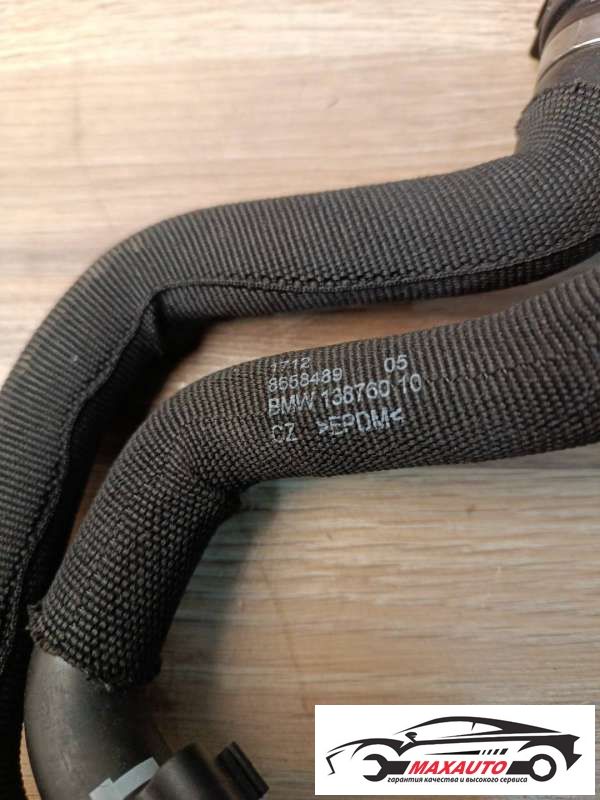 1712
8658489 05
BMW 138760 10
CZ >EPDM<
MAXAUTO
гарантия качества и высокого сервиса